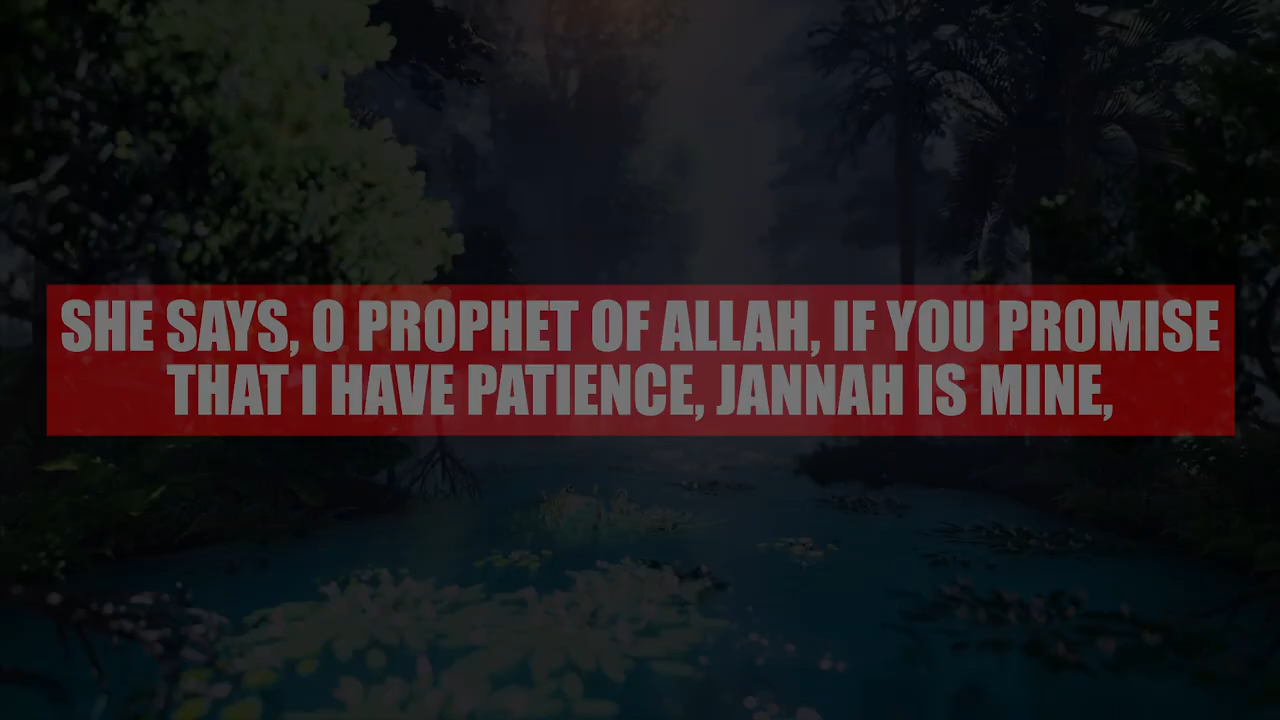 SHE SAYS, O PROPHET OF ALLAH, IF YOU PROMISE
THAT I HAVE PATIENCE, JANNAH IS MINE,